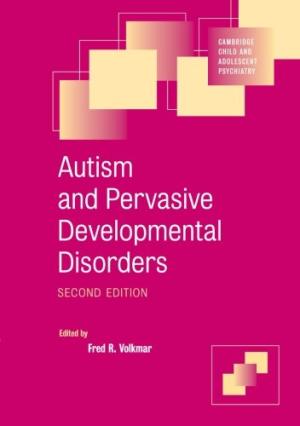 CAMBRIDGE
CHILD AND
ADOLESCENT
PSYCHIATRY
Autism
and Pervasive
Developmental
Disorders
SECOND EDITION
Edited by
Fred R. Volkmar